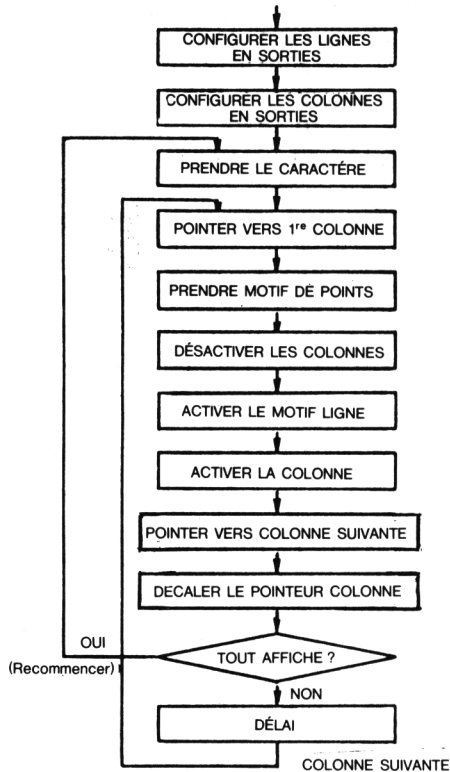 CONFIGURER LES LIGNES
EN SORTIES
CONFIGURER LES COLONNES
EN SORTIES
PRENDRE LE CARACTÉRE
POINTER VERS 1re COLONNE
PRENDRE MOTIF DE POINTS
DÉSACTIVER LES COLONNES
ACTIVER LE MOTIF LIGNE
ACTIVER LA COLONNE
POINTER VERS COLONNE SUIVANTE
DECALER LE POINTEUR COLONNE
OUI
(Recommencer)
TOUT AFFICHE ?
NON
DÉLAI
COLONNE SUIVANTE